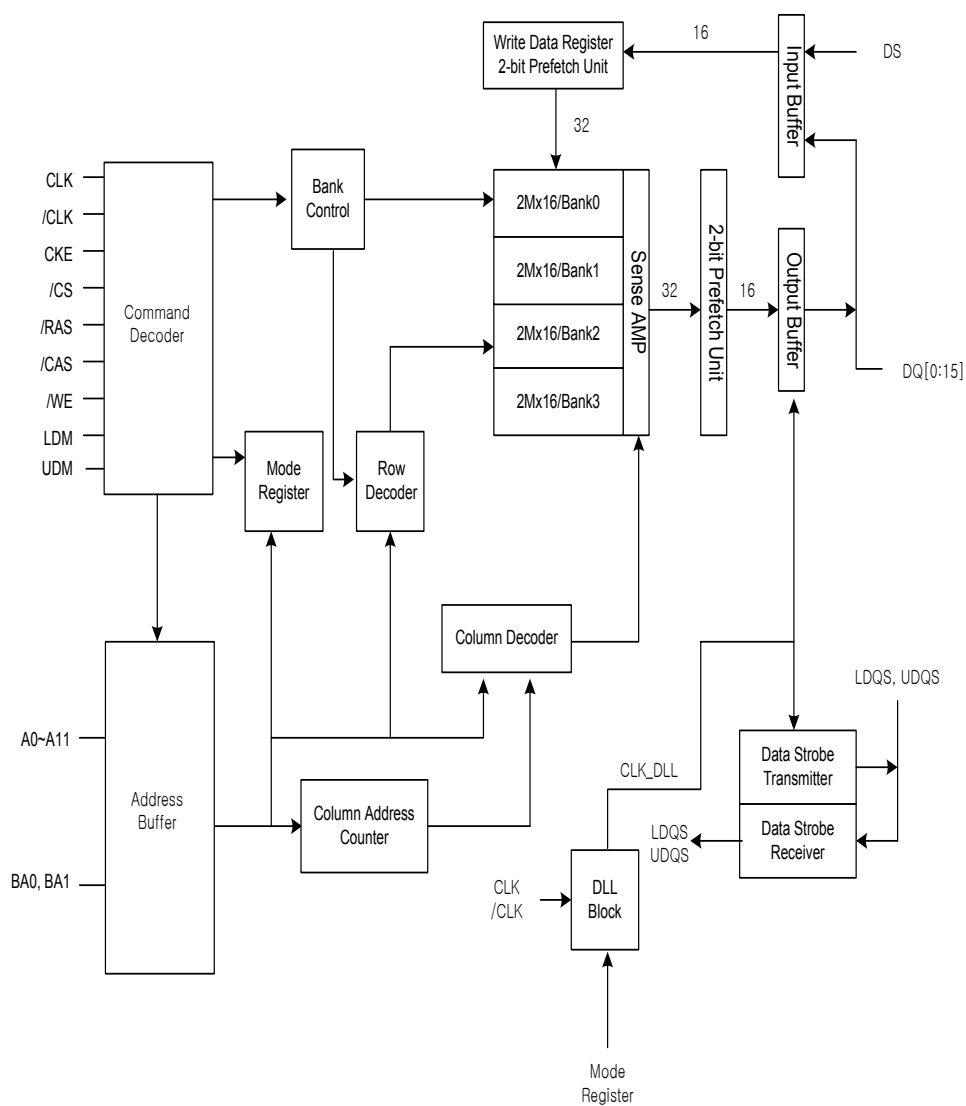 Write Data Register
2-bit Prefetch Unit
16
Input Buffer
DS
32
CLK
/CLK
CKE
/CS
/RAS
/CAS
/WE
LDM
UDM
Command
Decoder
Bank
Control
2Mx16/Bank0
2Mx16/Bank1
2Mx16/Bank2
2Mx16/Bank3
Sense AMP
32
2-bit Prefetch Unit
16
Output Buffer
DQ[0:15]
Mode
Register
Row
Decoder
Column Decoder
LDQS, UDQS
A0~A11
Address
Buffer
BA0, BA1
Column Address
Counter
CLK_DLL
Data Strobe
Transmitter
Data Strobe
Receiver
LDQS
UDQS
CLK
/CLK
DLL
Block
Mode
Register